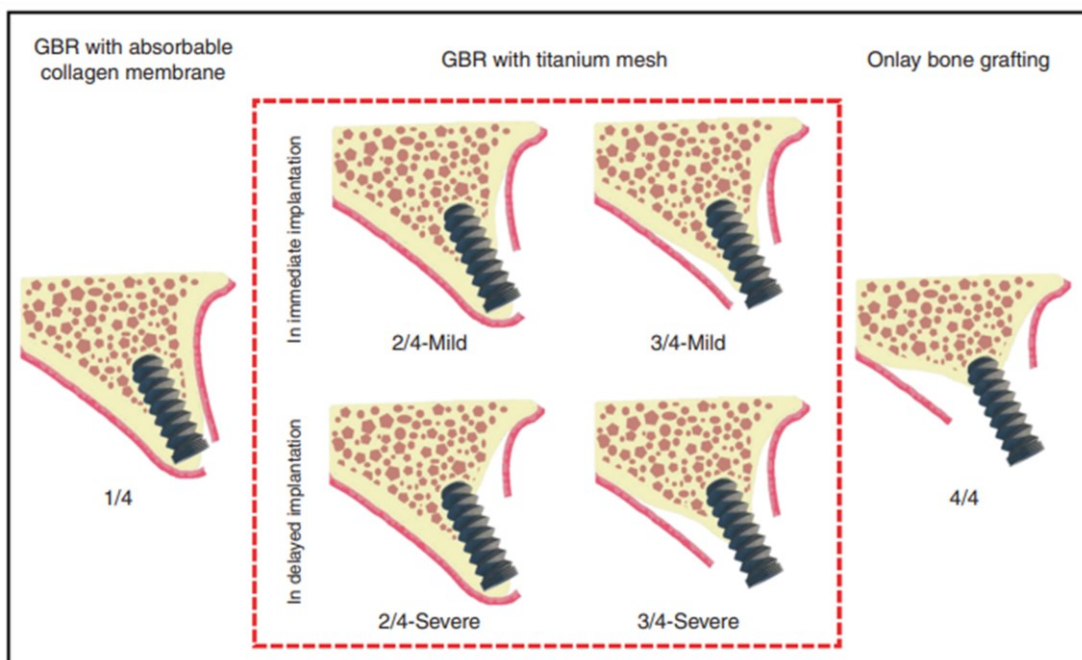 GBR with absorbable
collagen membrane
GBR with titanium mesh
Onlay bone grafting
In immediate implantation
2/4-Mild
3/4-Mild
1/4
4/4
In delayed implantation
2/4-Severe
3/4-Severe